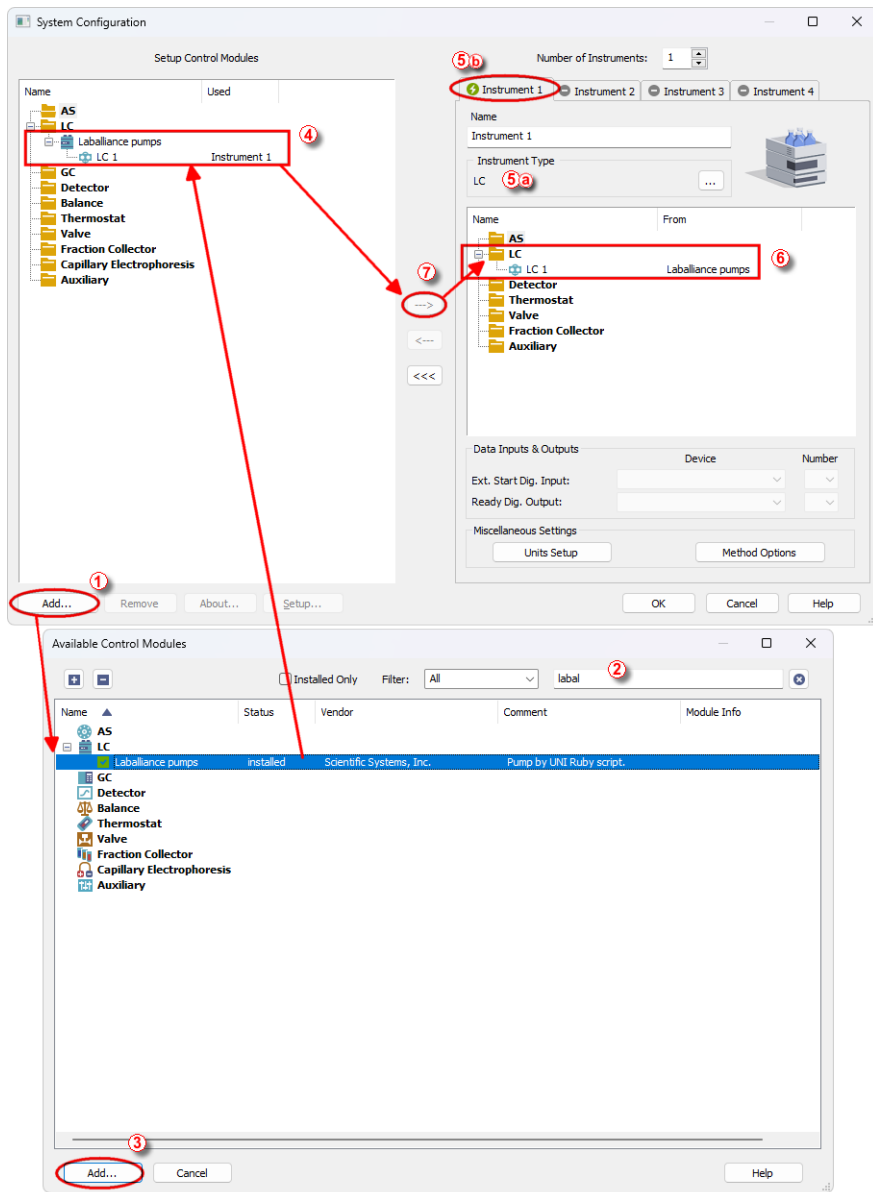 System Configuration
Setup Control Modules
Number of Instruments: 1
Name Used
AS
LC
Laballiance pumps
LC 1 Instrument 1
GC
Detector
Balance
Thermostat
Valve
Fraction Collector
Capillary Electrophoresis
Auxiliary
④
⑤b
Instrument 1 Instrument 2 Instrument 3 Instrument 4
Name
Instrument 1
Instrument Type
LC ⑤a ...
Name From
AS
LC
LC 1 Laballiance pumps
⑥
Detector
Thermostat
Valve
Fraction Collector
Auxiliary
⑦
--->
<---
<<<
Data Inputs & Outputs
Device Number
Ext. Start Dig. Input:
Ready Dig. Output:
Miscellaneous Settings
Units Setup Method Options
①
Add... Remove About... Setup...
OK Cancel Help
Available Control Modules
Installed Only Filter: All labal ②
Name Status Vendor Comment Module Info
AS
LC
Laballiance pumps installed Scientific Systems, Inc. Pump by UNI Ruby script.
GC
Detector
Balance
Thermostat
Valve
Fraction Collector
Capillary Electrophoresis
Auxiliary
③
Add... Cancel Help